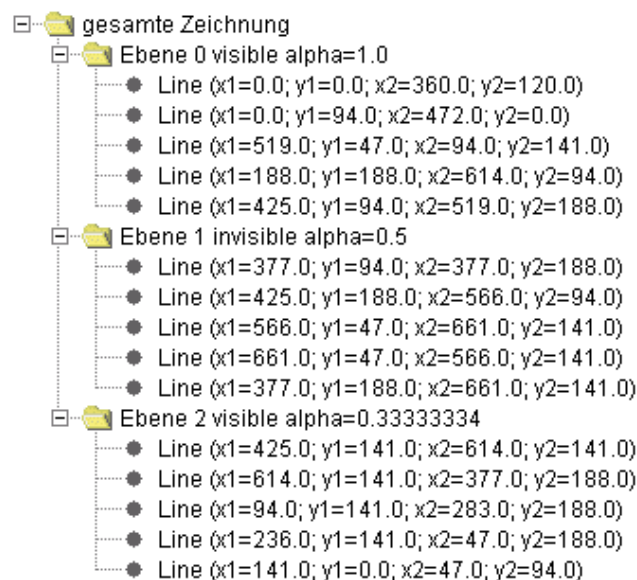 gesamte Zeichnung
Ebene 0 visible alpha=1.0
Line (x1=0.0; y1=0.0; x2=360.0; y2=120.0)
Line (x1=0.0; y1=94.0; x2=472.0; y2=0.0)
Line (x1=519.0; y1=47.0; x2=94.0; y2=141.0)
Line (x1=188.0; y1=188.0; x2=614.0; y2=94.0)
Line (x1=425.0; y1=94.0; x2=519.0; y2=188.0)
Ebene 1 invisible alpha=0.5
Line (x1=377.0; y1=94.0; x2=377.0; y2=188.0)
Line (x1=425.0; y1=188.0; x2=566.0; y2=94.0)
Line (x1=566.0; y1=47.0; x2=661.0; y2=141.0)
Line (x1=661.0; y1=47.0; x2=566.0; y2=141.0)
Line (x1=377.0; y1=188.0; x2=661.0; y2=141.0)
Ebene 2 visible alpha=0.33333334
Line (x1=425.0; y1=141.0; x2=614.0; y2=141.0)
Line (x1=614.0; y1=141.0; x2=377.0; y2=188.0)
Line (x1=94.0; y1=141.0; x2=283.0; y2=188.0)
Line (x1=236.0; y1=141.0; x2=47.0; y2=188.0)
Line (x1=141.0; y1=0.0; x2=47.0; y2=94.0)